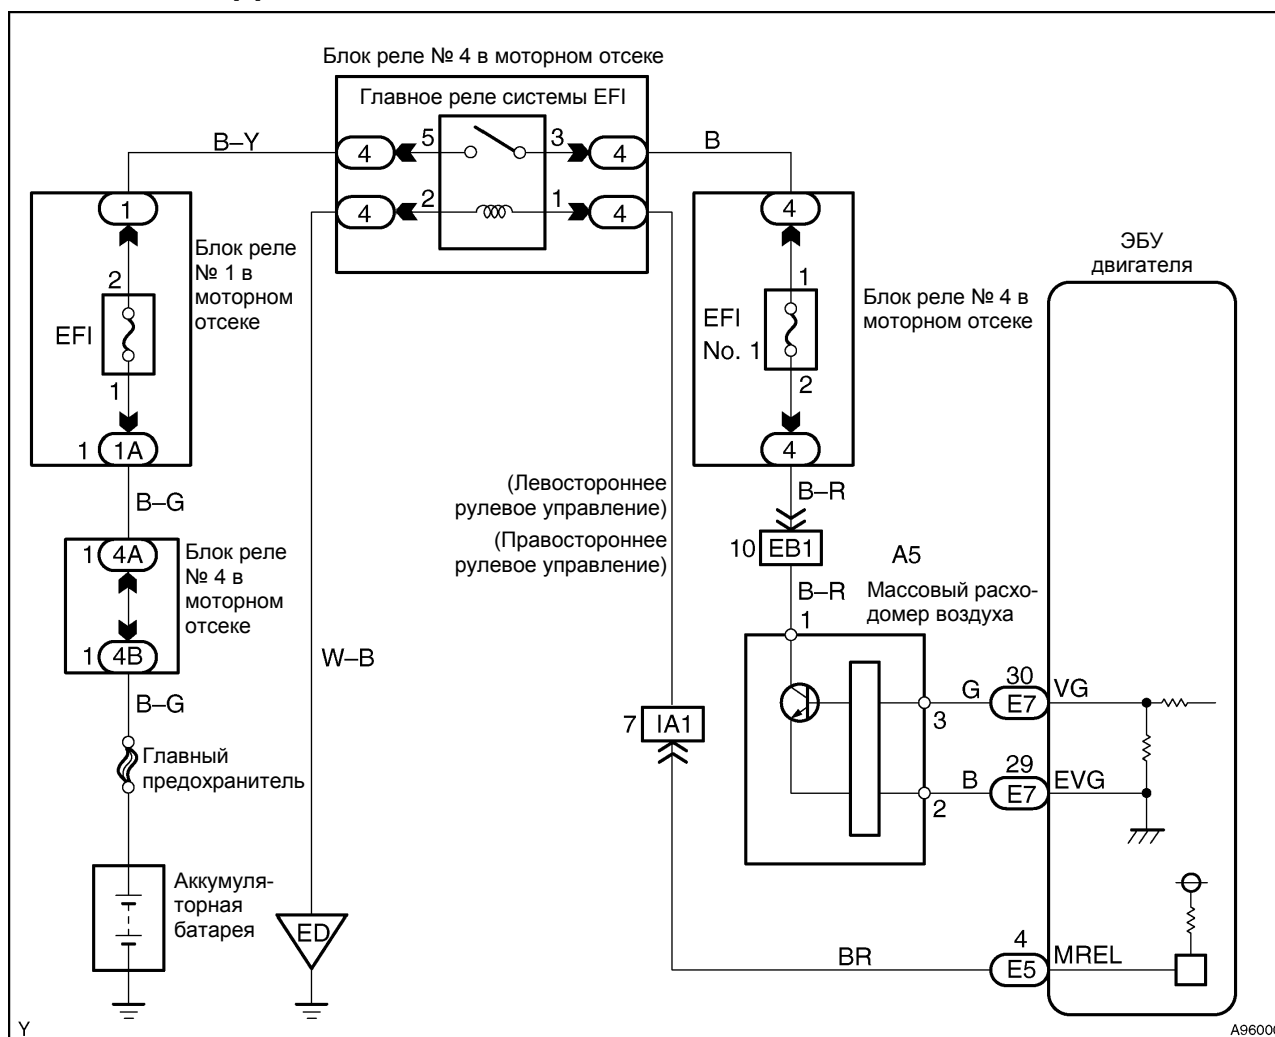 Блок реле № 4 в моторном отсеке
Главное реле системы EFI
B–Y
4
5
3
4
B
4
2
1
4
1
Блок реле
№ 1 в
моторном
отсеке
2
EFI
1
1
1A
4
1
EFI
No. 1
2
4
Блок реле № 4 в
моторном отсеке
ЭБУ
двигателя
B–G
1
4A
Блок реле
№ 4 в
моторном
отсеке
1
4B
B–G
Главный
предохранитель
Аккумуля-
торная
батарея
W–B
ED
(Левостороннее
рулевое управление)
(Правостороннее
рулевое управление)
7
IA1
B–R
10
EB1
B–R
A5
Массовый расхо-
домер воздуха
1
3
G
30
E7
VG
2
B
29
E7
EVG
BR
4
E5
MREL
Y